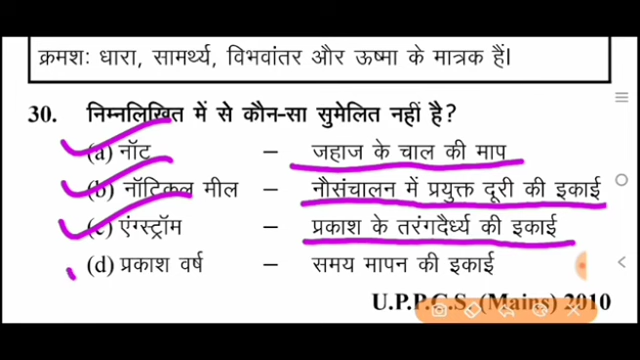 क्रमशः धारा, सामर्थ्य, विभवांतर और ऊष्मा के मात्रक हैं।
30. निम्नलिखित में से कौन-सा सुमेलित नहीं है?
(a) नॉट – जहाज के चाल की माप
(b) नॉटिकल मील – नौसंचालन में प्रयुक्त दूरी की इकाई
(c) एंग्स्ट्रॉम – प्रकाश के तरंगदैर्ध्य की इकाई
(d) प्रकाश वर्ष – समय मापन की इकाई
U.P.P.C.S. (Mains) 2010